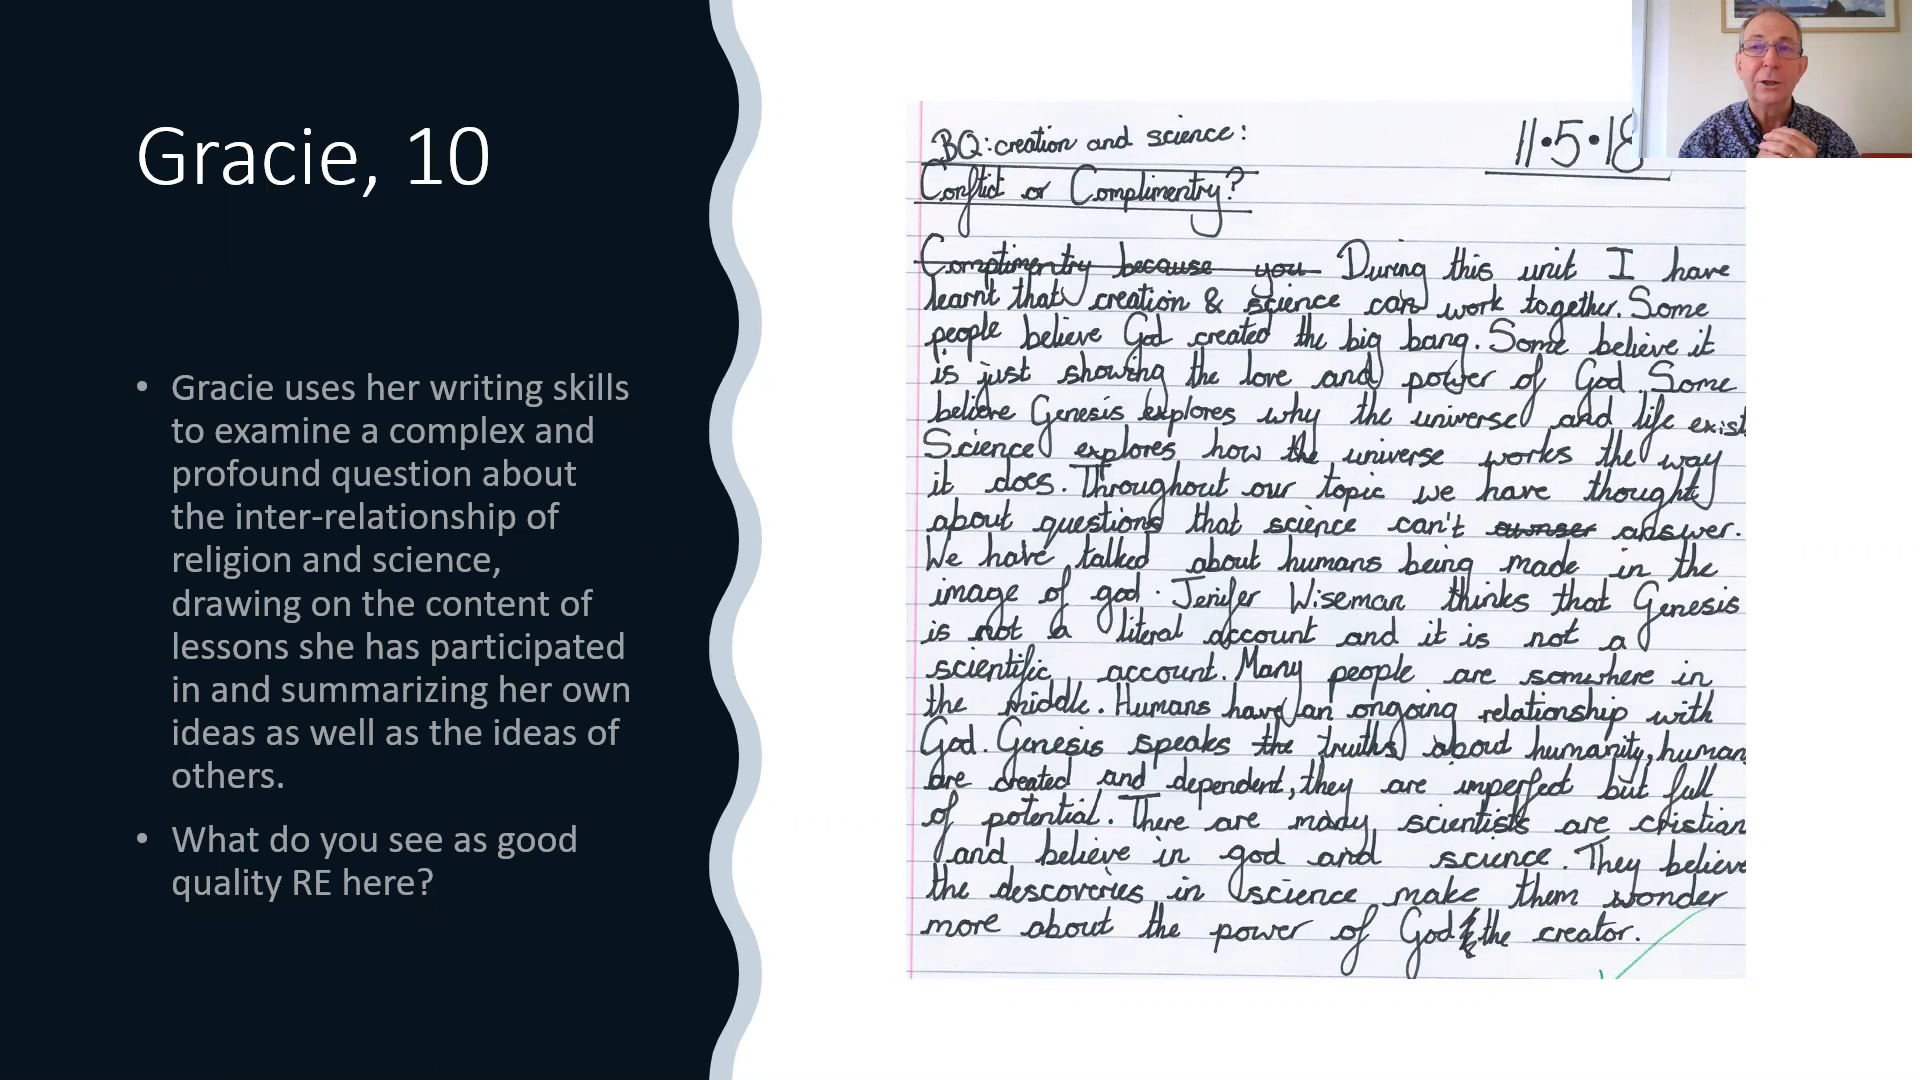 Gracie, 10
• Gracie uses her writing skills
to examine a complex and
profound question about
the inter-relationship of
religion and science,
drawing on the content of
lessons she has participated
in and summarizing her own
ideas as well as the ideas of
others.
• What do you see as good
quality RE here?
BQ: creation and science:
11.5.18
Conflict or Complimentry?
Complimentry because you During this unit I have
learnt that creation & science can work together. Some
people believe God created the big bang. Some believe it
is just showing the love and power of God Some
believe Genesis explores why the universe and life exist
Science explores how the universe works the way
it does. Throughout our topic we have thought
about questions that science can't awnser answer.
We have talked about humans being made in the
image of god. Jenifer Wiseman thinks that Genesis
is not a literal account and it is not a
scientific account. Many people are somwhere in
the middle. Humans have an ongoing relationship with
God. Genesis speaks the truths about humanity, human
are created and dependent, they are imperfect but full
of potential. There are many scientists are cristian
and believe in god and science. They believe
the descoveries in science make them wonder
more about the power of God the creator.